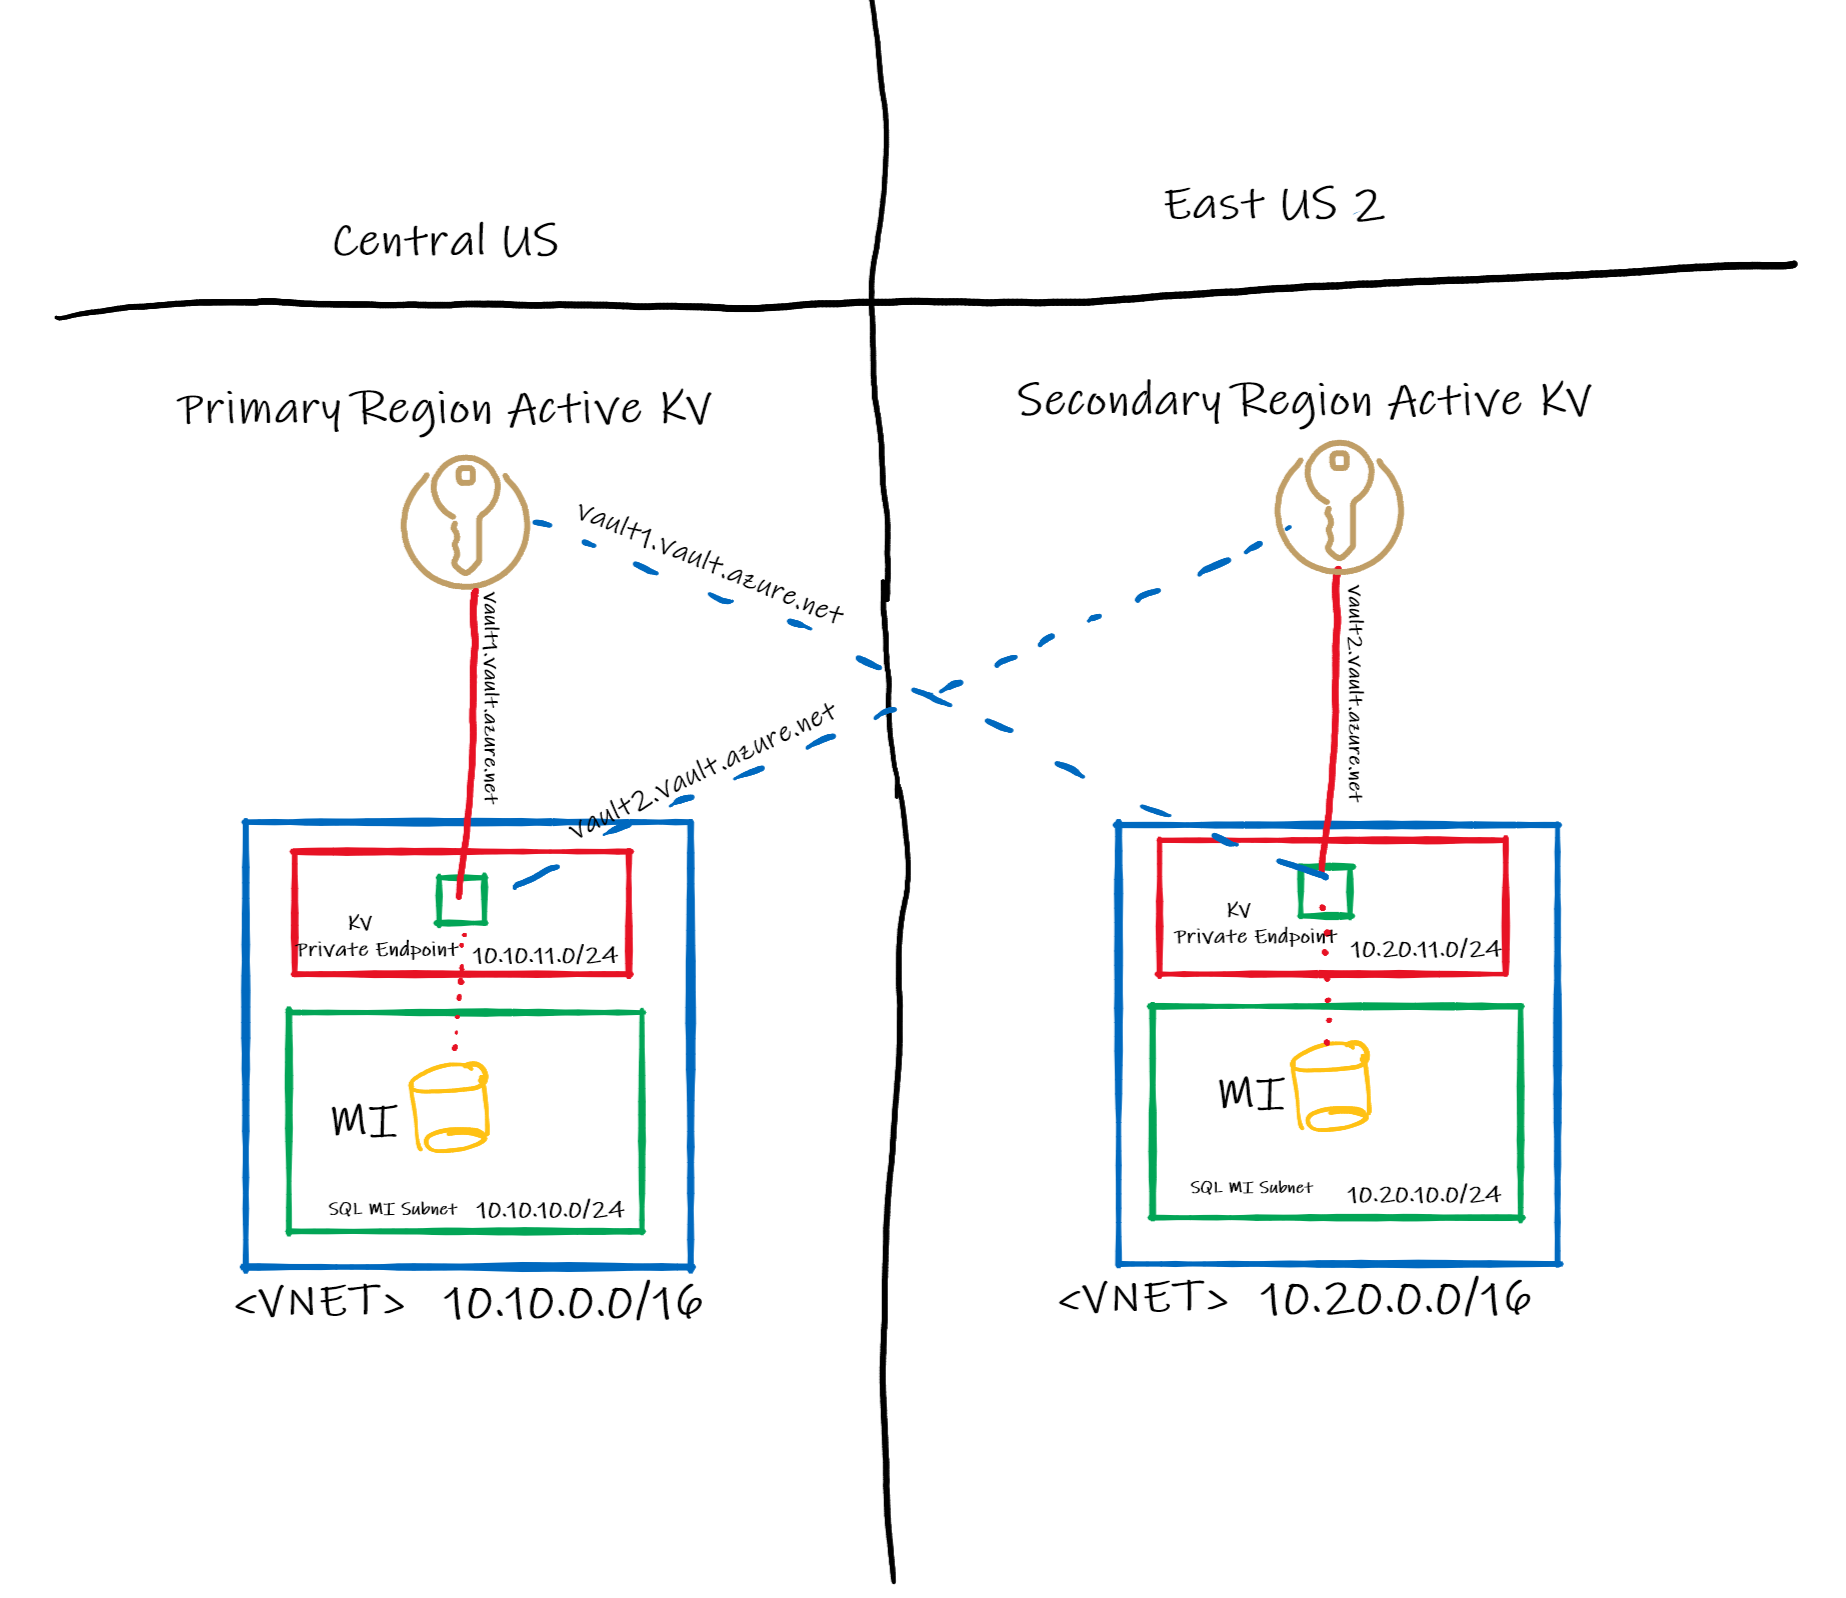 Central US
East US 2
Primary Region Active KV
Secondary Region Active KV
vault1.vault.azure.net
vault1.vault.azure.net
vault2.vault.azure.net
vault2.vault.azure.net
KV
Private Endpoint
10.10.11.0/24
KV
Private Endpoint
10.20.11.0/24
MI
SQL MI Subnet
10.10.10.0/24
MI
SQL MI Subnet
10.20.10.0/24
<VNET> 10.10.0.0/16
<VNET> 10.20.0.0/16